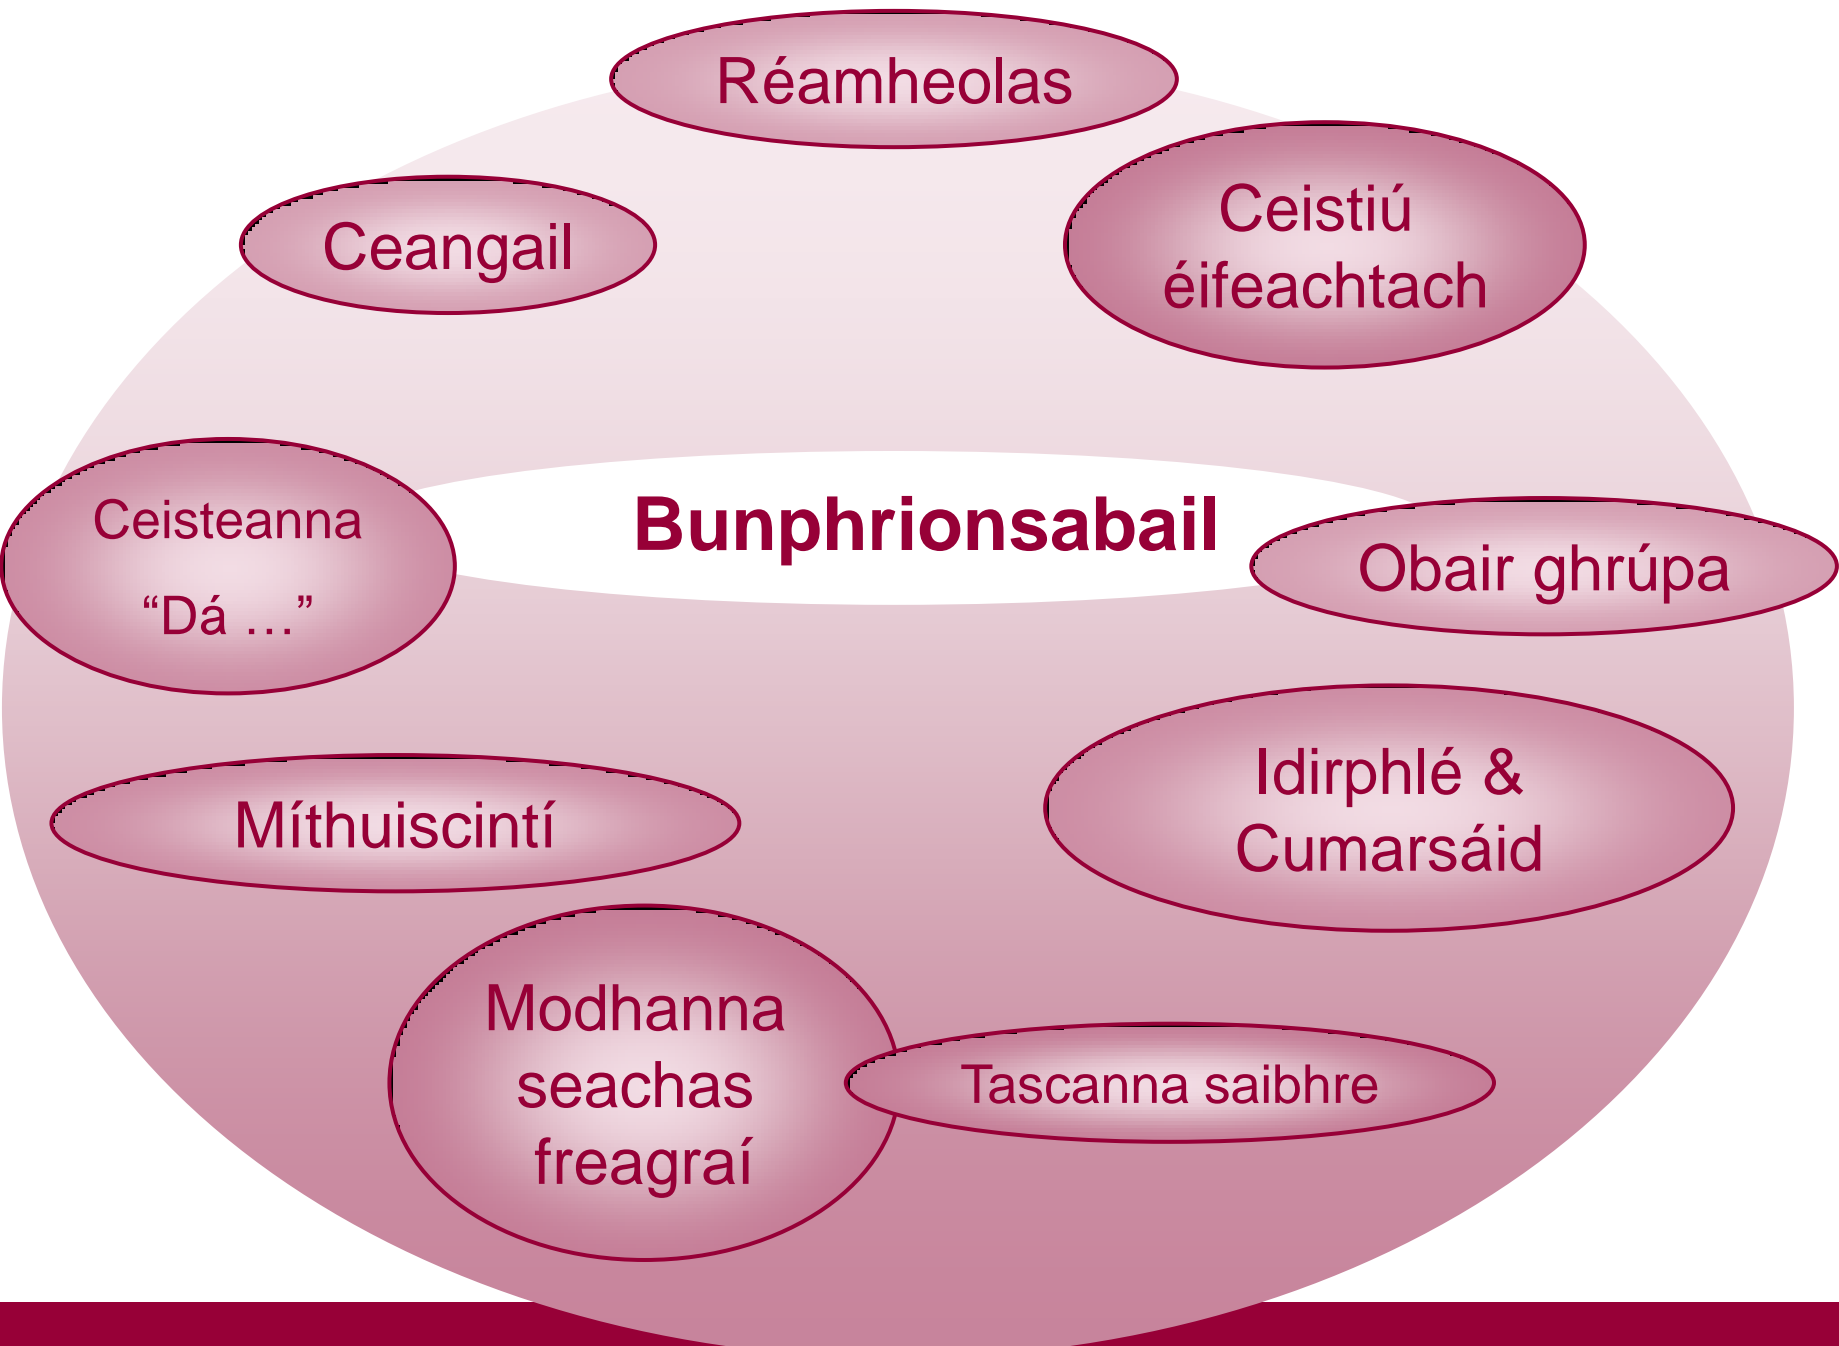 Réamheolas
Ceistiú
éifeachtach
Ceangail
Bunphrionsabail
Ceisteanna
“Dá …”
Obair ghrúpa
Idirphlé &
Cumarsáid
Míthuiscintí
Modhanna
seachas
freagraí
Tascanna saibhre